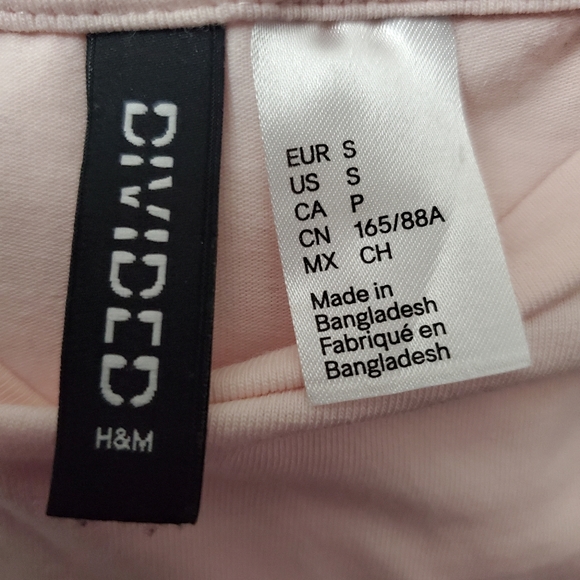 DIVIDED
H&M
EUR S
US S
CA P
CN 165/88A
MX CH
Made in
Bangladesh
Fabriqué en
Bangladesh